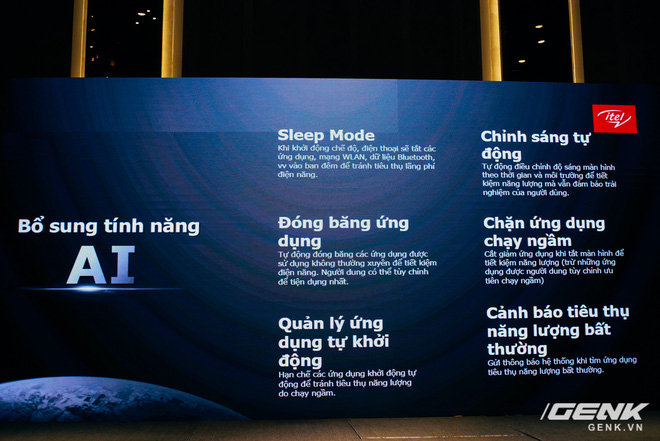 Bổ sung tính năng
AI
Sleep Mode
Khi khởi động chế độ, điện thoại sẽ tắt các
ứng dụng, mạng WLAN, dữ liệu Bluetooth,
vv vào ban đêm để tránh tiêu thụ lãng phí
điện năng.
Đóng băng ứng
dụng
Tự động đóng băng các ứng dụng được
sử dụng không thường xuyên để tiết kiệm
điện năng. Người dung có thể tùy chỉnh
để tiện dụng nhất.
Quản lý ứng
dụng tự khởi
động
Hạn chế các ứng dụng khởi động tự
động để tránh tiêu thụ năng lượng
do chạy ngầm.
itel
Chỉnh sáng tự
động
Tự động điều chỉnh độ sáng màn hình
theo thời gian và môi trường để tiết
kiệm năng lượng mà vẫn đảm bảo trải
nghiệm của người dùng.
Chặn ứng dụng
chạy ngầm
Cắt giảm ứng dụng khi tắt màn hình để
tiết kiệm năng lượng (trừ những ứng
dụng được người dung tùy chỉnh ưu
tiên chạy ngầm)
Cảnh báo tiêu thụ
năng lượng bất
thường
Gửi thông báo hệ thống khi tìm ứng dụng
tiêu thụ năng lượng bất thường.
GENK
GENK.VN